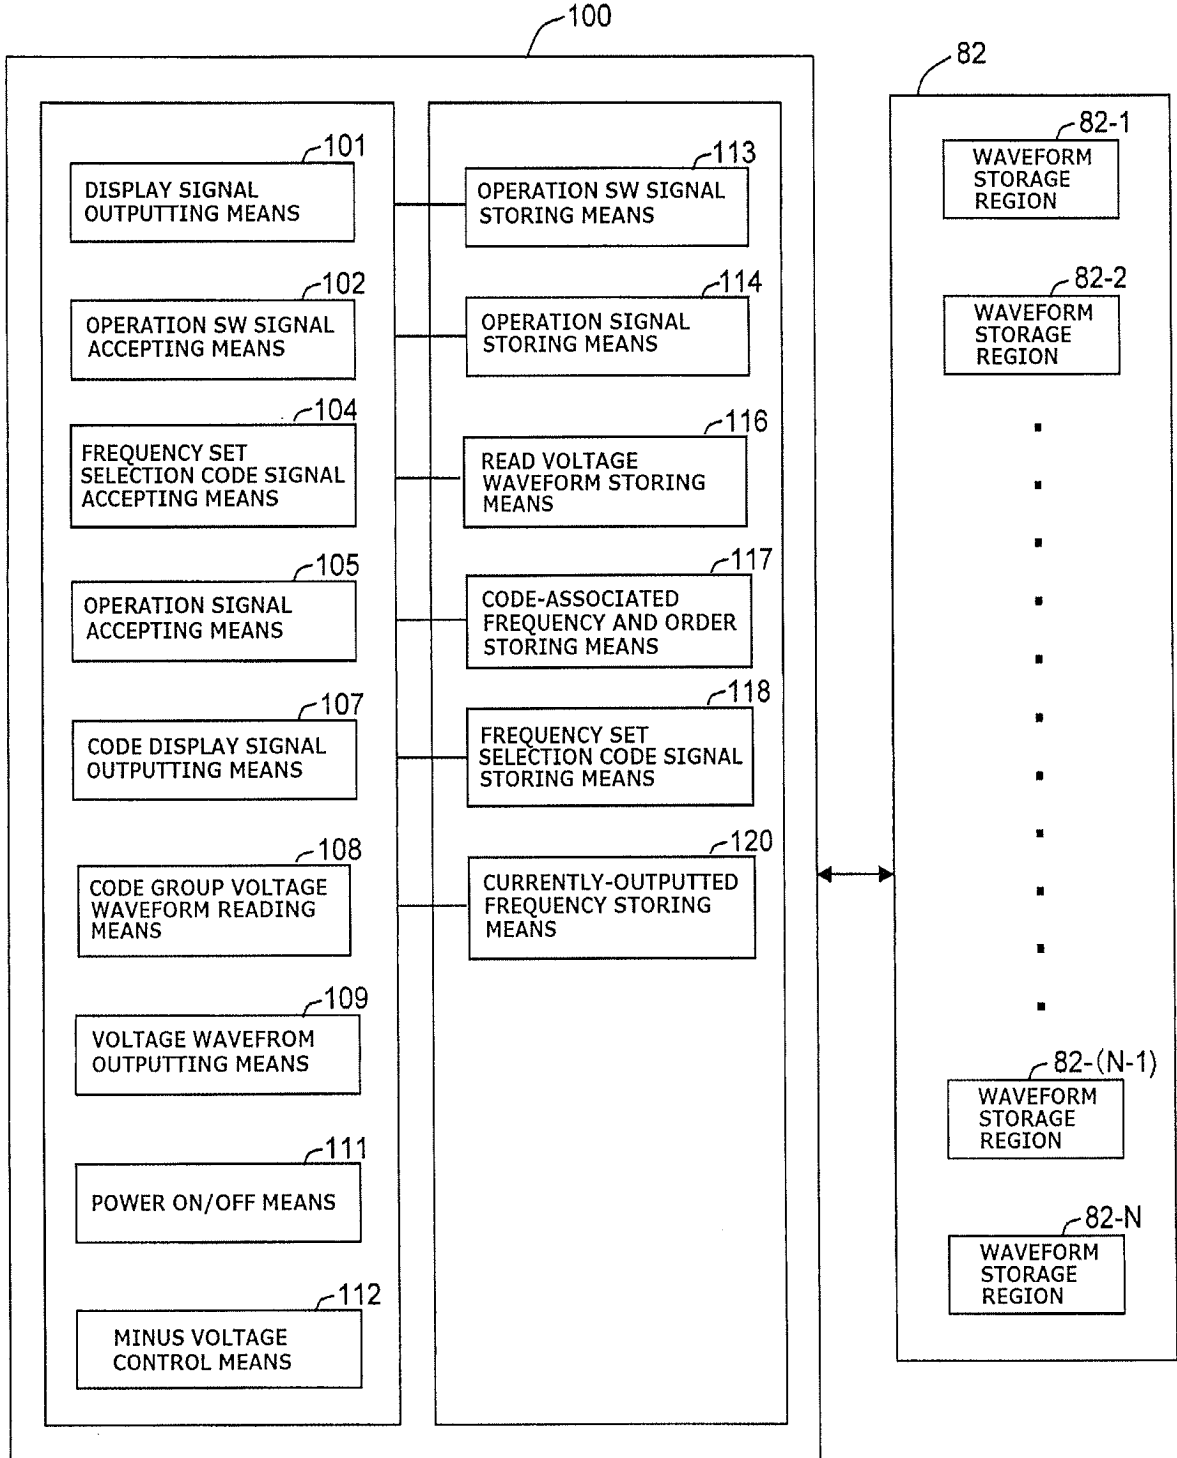 100
101
DISPLAY SIGNAL
OUTPUTTING MEANS
102
OPERATION SW SIGNAL
ACCEPTING MEANS
104
FREQUENCY SET
SELECTION CODE SIGNAL
ACCEPTING MEANS
105
OPERATION SIGNAL
ACCEPTING MEANS
107
CODE DISPLAY SIGNAL
OUTPUTTING MEANS
108
CODE GROUP VOLTAGE
WAVEFORM READING
MEANS
109
VOLTAGE WAVEFROM
OUTPUTTING MEANS
111
POWER ON/OFF MEANS
112
MINUS VOLTAGE
CONTROL MEANS
113
OPERATION SW SIGNAL
STORING MEANS
114
OPERATION SIGNAL
STORING MEANS
116
READ VOLTAGE
WAVEFORM STORING
MEANS
117
CODE-ASSOCIATED
FREQUENCY AND ORDER
STORING MEANS
118
FREQUENCY SET
SELECTION CODE SIGNAL
STORING MEANS
120
CURRENTLY-OUTPUTTED
FREQUENCY STORING
MEANS
82
82-1
WAVEFORM
STORAGE
REGION
82-2
WAVEFORM
STORAGE
REGION
82-(N-1)
WAVEFORM
STORAGE
REGION
82-N
WAVEFORM
STORAGE
REGION